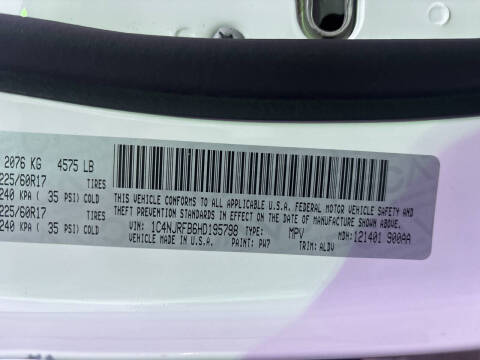 2076 KG 4575 LB
225/60R17 TIRES
240 KPA ( 35 PSI) COLD
225/60R17 TIRES
240 KPA ( 35 PSI) COLD
THIS VEHICLE CONFORMS TO ALL APPLICABLE U.S.A. FEDERAL MOTOR VEHICLE SAFETY AND
THEFT PREVENTION STANDARDS IN EFFECT ON THE DATE OF MANUFACTURE SHOWN ABOVE.
VIN: 1C4NJRFB6HD195798 TYPE: MPV MDH: 121401 900AA
VEHICLE MADE IN U.S.A. PAINT: PW7 TRIM: ALDV